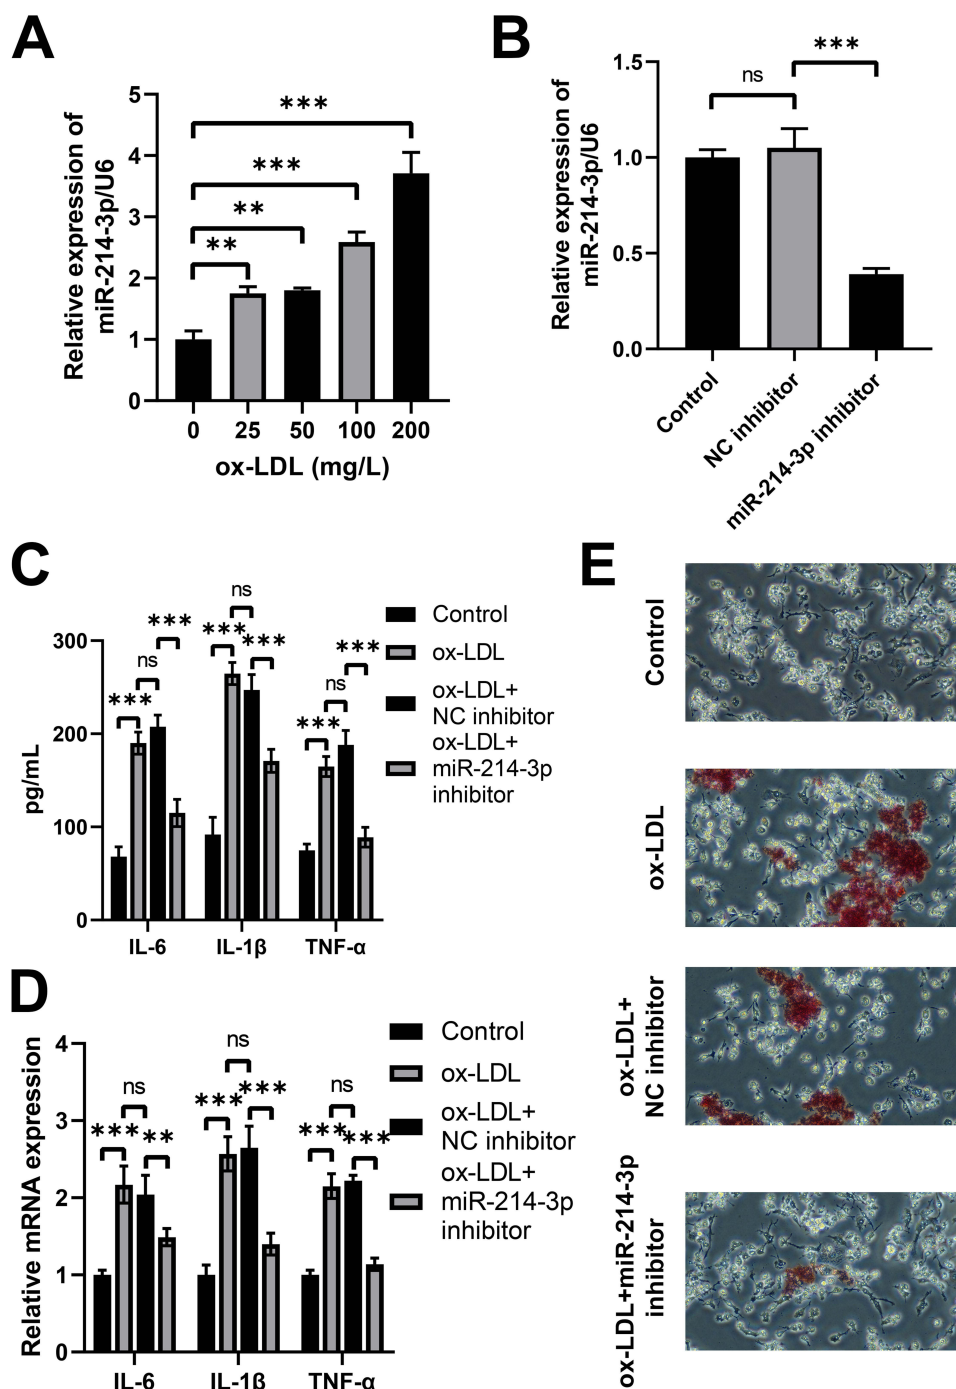 A
Relative expression of
miR-214-3p/U6
5
4
3
2
1
0
***
***
**
**
0 25 50 100 200
ox-LDL (mg/L)
B
Relative expression of
miR-214-3p/U6
1.5
1.0
0.5
0.0
ns
***
Control
NC inhibitor
miR-214-3p inhibitor
C
pg/mL
300
200
100
0
***
ns
***
***
ns
***
***
ns
***
IL-6 IL-1β TNF-α
Control
ox-LDL
ox-LDL+
NC inhibitor
ox-LDL+
miR-214-3p
inhibitor
D
Relative mRNA expression
4
3
2
1
0
***
ns
**
***
ns
***
***
ns
***
IL-6 IL-1β TNF-α
Control
ox-LDL
ox-LDL+
NC inhibitor
ox-LDL+
miR-214-3p
inhibitor
E
Control
ox-LDL
ox-LDL+
NC inhibitor
ox-LDL+miR-214-3p
inhibitor